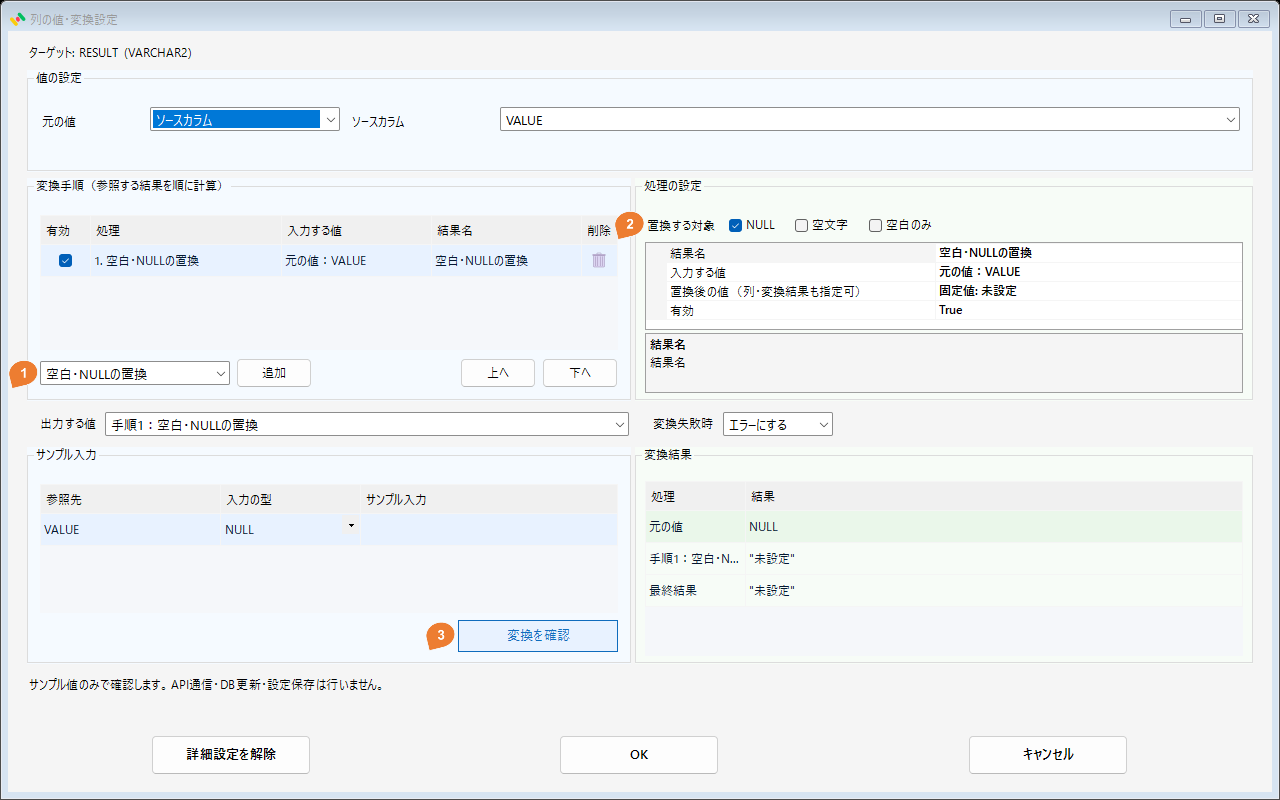 列の値・変換設定
ターゲット: RESULT (VARCHAR2)
値の設定
元の値 ソースカラム ソースカラム VALUE
変換手順（参照する結果を順に計算）
有効 処理 入力する値 結果名 削除
1. 空白・NULLの置換 元の値：VALUE 空白・NULLの置換
1 空白・NULLの置換 追加 上へ 下へ
処理の設定
2 置換する対象 NULL 空文字 空白のみ
結果名 空白・NULLの置換
入力する値 元の値：VALUE
置換後の値（列・変換結果も指定可） 固定値: 未設定
有効 True
結果名
結果名
出力する値 手順1：空白・NULLの置換 変換失敗時 エラーにする
サンプル入力
参照先 入力の型 サンプル入力
VALUE NULL
3 変換を確認
変換結果
処理 結果
元の値 NULL
手順1：空白・N... "未設定"
最終結果 "未設定"
サンプル値のみで確認します。API通信・DB更新・設定保存は行いません。
詳細設定を解除 OK キャンセル